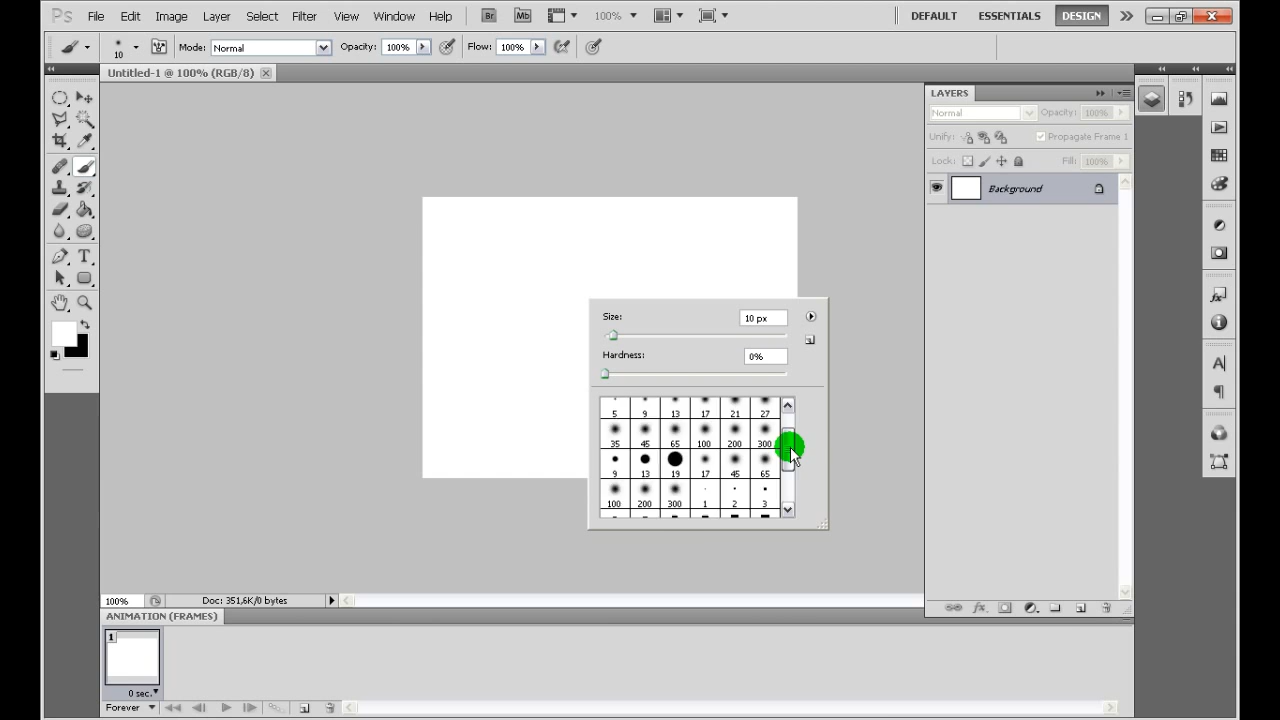 Ps File Edit Image Layer Select Filter View Window Help Br Mb 100% DEFAULT ESSENTIALS DESIGN
10 Mode: Normal Opacity: 100% Flow: 100%
Untitled-1 @ 100% (RGB/8)
LAYERS
Normal Opacity: 100%
Unify: Propagate Frame 1
Lock: Fill: 100%
Background
Size: 10 px
Hardness: 0%
5 9 13 17 21 27
35 45 65 100 200 300
9 13 19 17 45 65
100 200 300 1 2 3
100% Doc: 351,6K/0 bytes
ANIMATION (FRAMES)
1
0 sec.
Forever